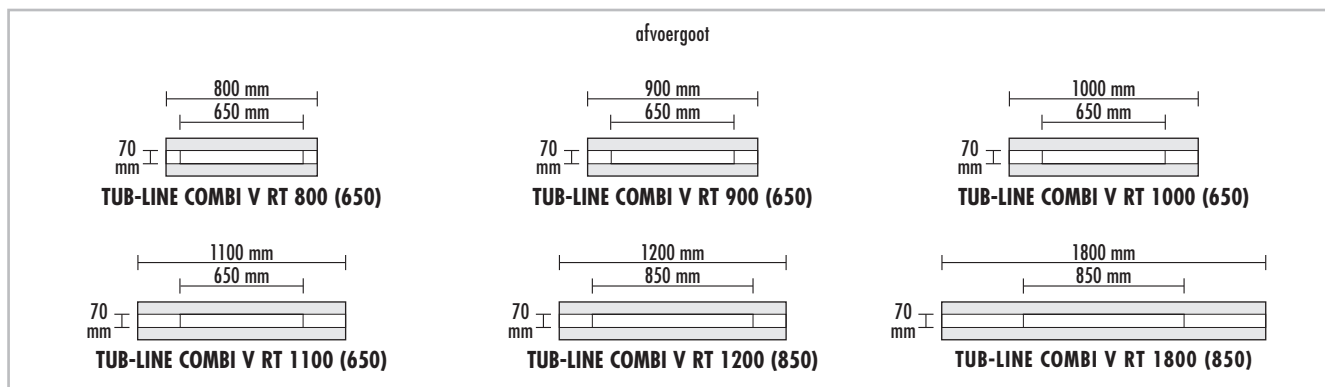 afvoergoot
800 mm
650 mm
70
mm
TUB-LINE COMBI V RT 800 (650)
900 mm
650 mm
70
mm
TUB-LINE COMBI V RT 900 (650)
1000 mm
650 mm
70
mm
TUB-LINE COMBI V RT 1000 (650)
1100 mm
650 mm
70
mm
TUB-LINE COMBI V RT 1100 (650)
1200 mm
850 mm
70
mm
TUB-LINE COMBI V RT 1200 (850)
1800 mm
850 mm
70
mm
TUB-LINE COMBI V RT 1800 (850)